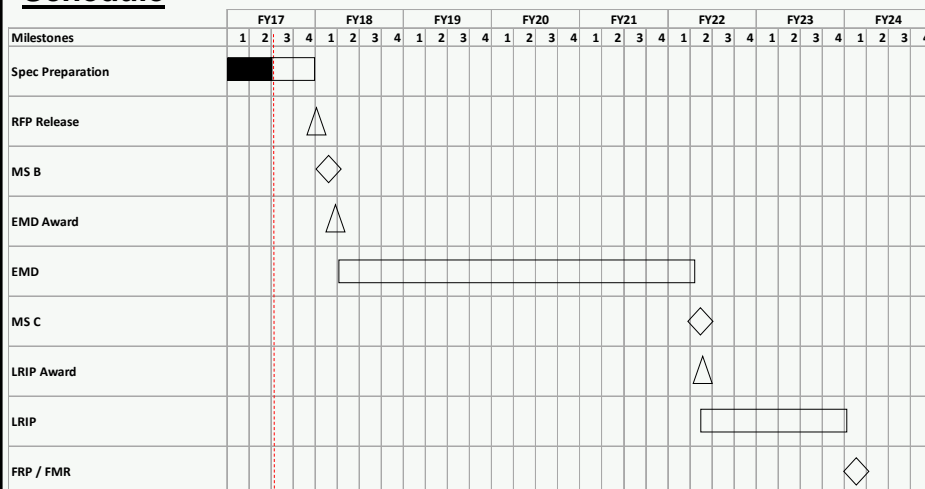 Schedule
FY17 FY18 FY19 FY20 FY21 FY22 FY23 FY24
Milestones 1 2 3 4 1 2 3 4 1 2 3 4 1 2 3 4 1 2 3 4 1 2 3 4 1 2 3 4 1 2 3 4
Spec Preparation
RFP Release
MS B
EMD Award
EMD
MS C
LRIP Award
LRIP
FRP / FMR